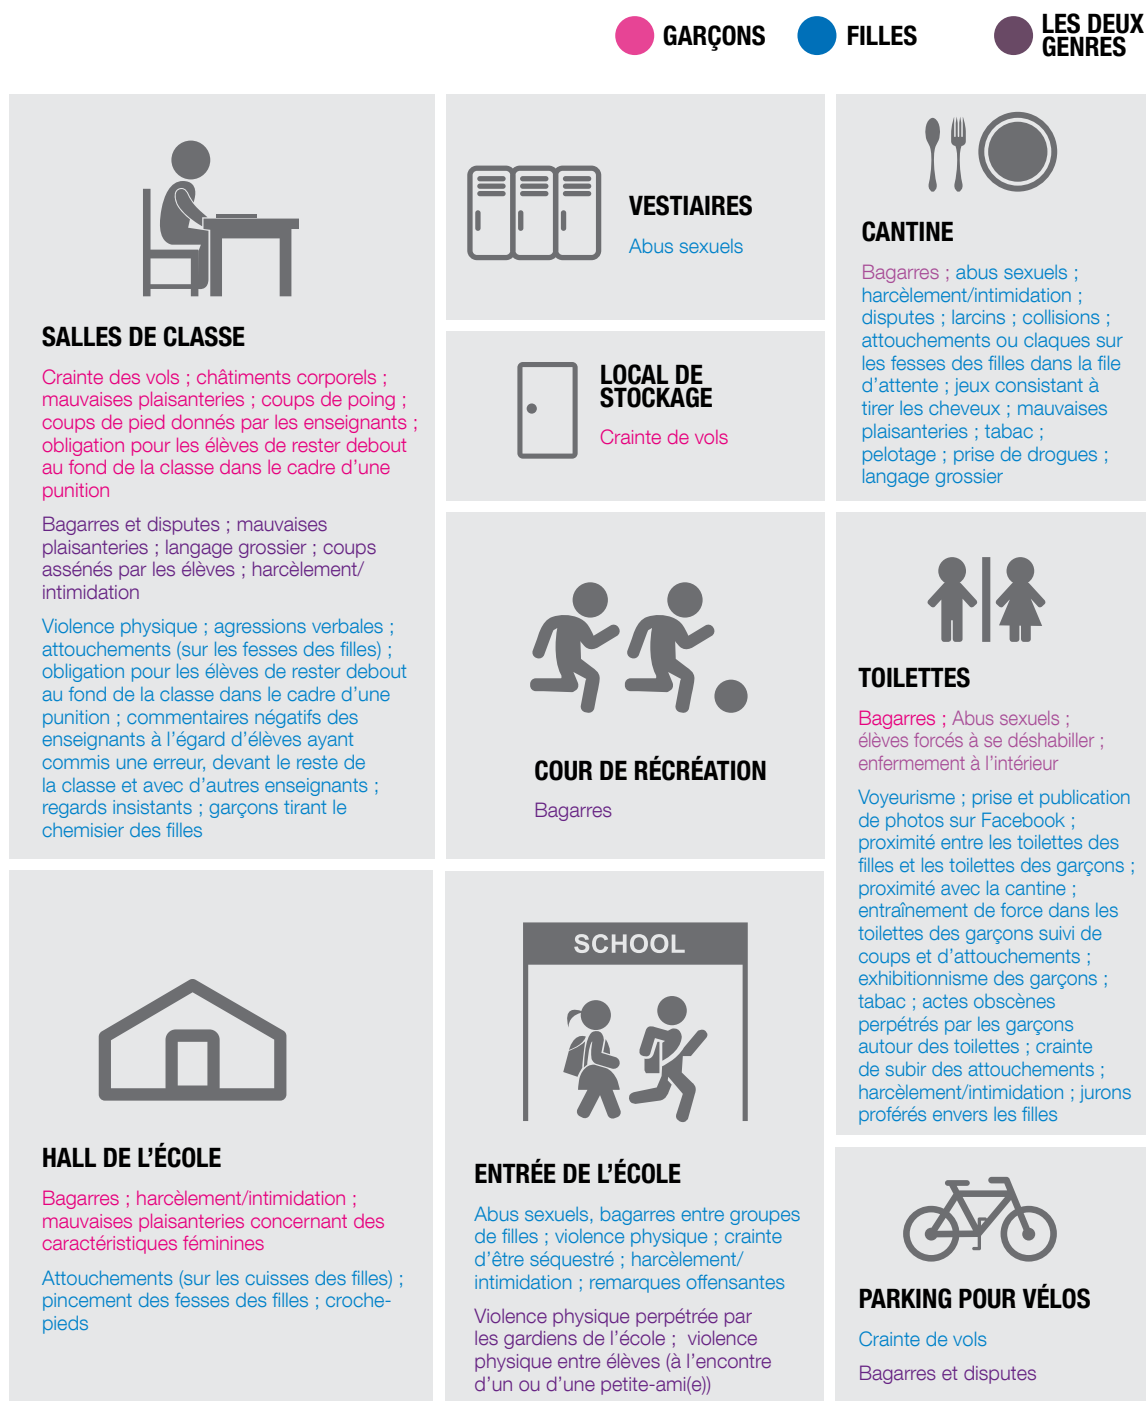 GARÇONS
FILLES
LES DEUX
GENRES
SALLES DE CLASSE
Crainte des vols ; châtiments corporels ;
mauvaises plaisanteries ; coups de poing ;
coups de pied donnés par les enseignants ;
obligation pour les élèves de rester debout
au fond de la classe dans le cadre d’une
punition
Bagarres et disputes ; mauvaises
plaisanteries ; langage grossier ; coups
assénés par les élèves ; harcèlement/
intimidation
Violence physique ; agressions verbales ;
attouchements (sur les fesses des filles) ;
obligation pour les élèves de rester debout
au fond de la classe dans le cadre d’une
punition ; commentaires négatifs des
enseignants à l’égard d’élèves ayant
commis une erreur, devant le reste de
la classe et avec d’autres enseignants ;
regards insistants ; garçons tirant le
chemisier des filles
VESTIAIRES
Abus sexuels
LOCAL DE
STOCKAGE
Crainte de vols
CANTINE
Bagarres ; abus sexuels ;
harcèlement/intimidation ;
disputes ; larcins ; collisions ;
attouchements ou claques sur
les fesses des filles dans la file
d’attente ; jeux consistant à
tirer les cheveux ; mauvaises
plaisanteries ; tabac ;
pelotage ; prise de drogues ;
langage grossier
COUR DE RÉCRÉATION
Bagarres
TOILETTES
Bagarres ; Abus sexuels ;
élèves forcés à se déshabiller ;
enfermement à l’intérieur
Voyeurisme ; prise et publication
de photos sur Facebook ;
proximité entre les toilettes des
filles et les toilettes des garçons ;
proximité avec la cantine ;
entraînement de force dans les
toilettes des garçons suivi de
coups et d’attouchements ;
exhibitionnisme des garçons ;
tabac ; actes obscènes
perpétrés par les garçons
autour des toilettes ; crainte
de subir des attouchements ;
harcèlement/intimidation ; jurons
proférés envers les filles
HALL DE L’ÉCOLE
Bagarres ; harcèlement/intimidation ;
mauvaises plaisanteries concernant des
caractéristiques féminines
Attouchements (sur les cuisses des filles) ;
pincement des fesses des filles ; croche-
pieds
SCHOOL
ENTRÉE DE L’ÉCOLE
Abus sexuels, bagarres entre groupes
de filles ; violence physique ; crainte
d’être séquestré ; harcèlement/
intimidation ; remarques offensantes
Violence physique perpétrée par
les gardiens de l’école ; violence
physique entre élèves (à l’encontre
d’un ou d’une petite-ami(e))
PARKING POUR VÉLOS
Crainte de vols
Bagarres et disputes